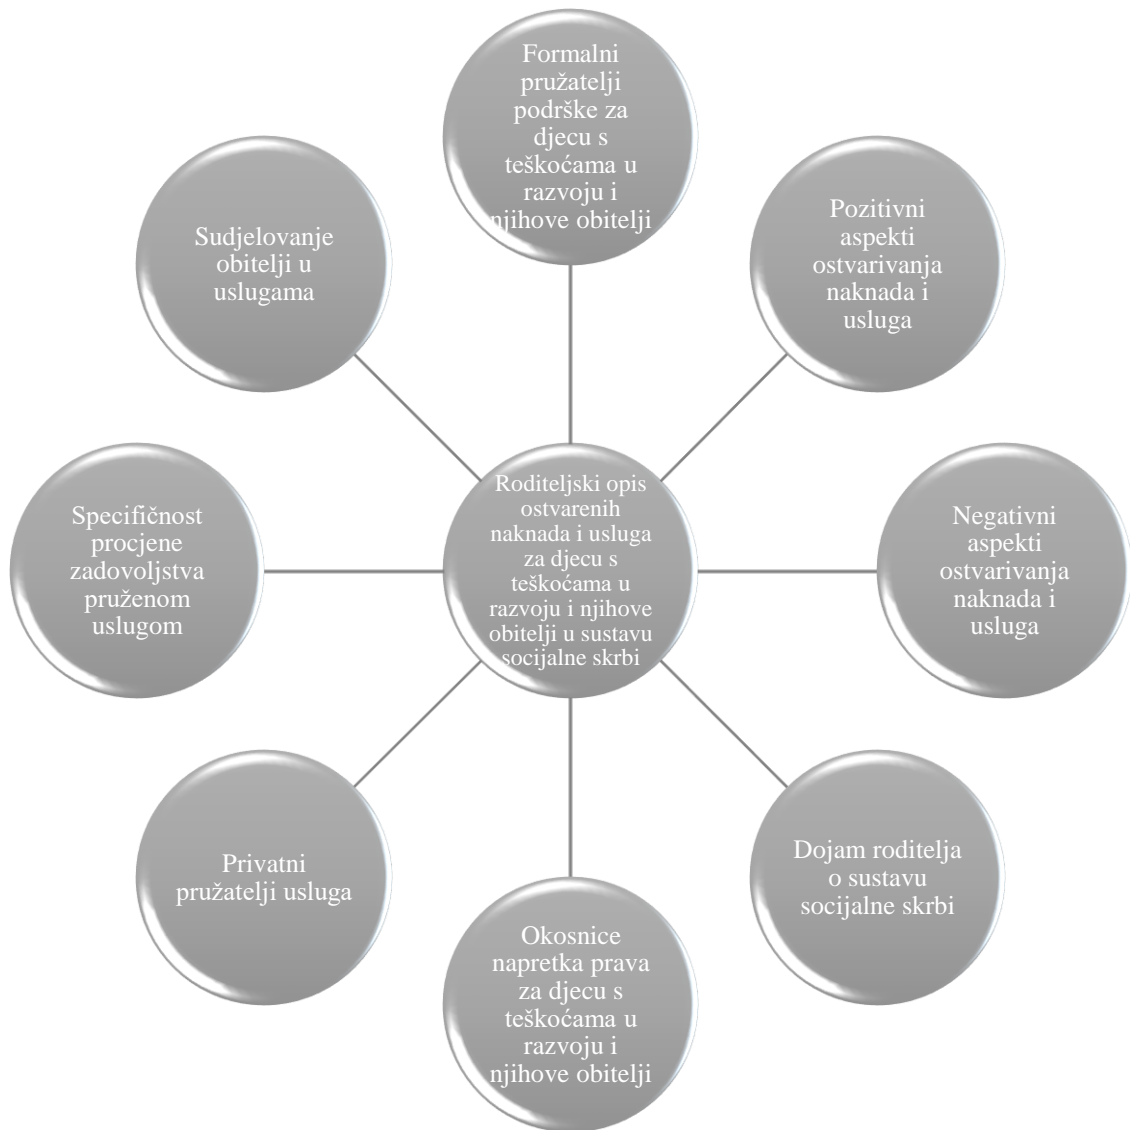 Formalni
pružatelji
podrške za
djecu s
teškoćama u
razvoju i
njihove obitelji
Pozitivni
aspekti
ostvarivanja
naknada i
usluga
Negativni
aspekti
ostvarivanja
naknada i
usluga
Dojam roditelja
o sustavu
socijalne skrbi
Okosnice
napretka prava
za djecu s
teškoćama u
razvoju i
njihove obitelji
Privatni
pružatelji usluga
Specifičnost
procjene
zadovoljstva
pruženom
uslugom
Sudjelovanje
obitelji u
uslugama
Roditeljski opis
ostvarenih
naknada i usluga
za djecu s
teškoćama u
razvoju i njihove
obitelji u sustavu
socijalne skrbi